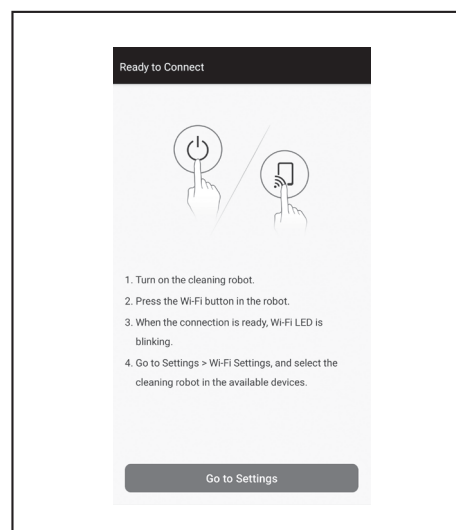 Ready to Connect
1. Turn on the cleaning robot.
2. Press the Wi-Fi button in the robot.
3. When the connection is ready, Wi-Fi LED is
blinking.
4. Go to Settings > Wi-Fi Settings, and select the
cleaning robot in the available devices.
Go to Settings